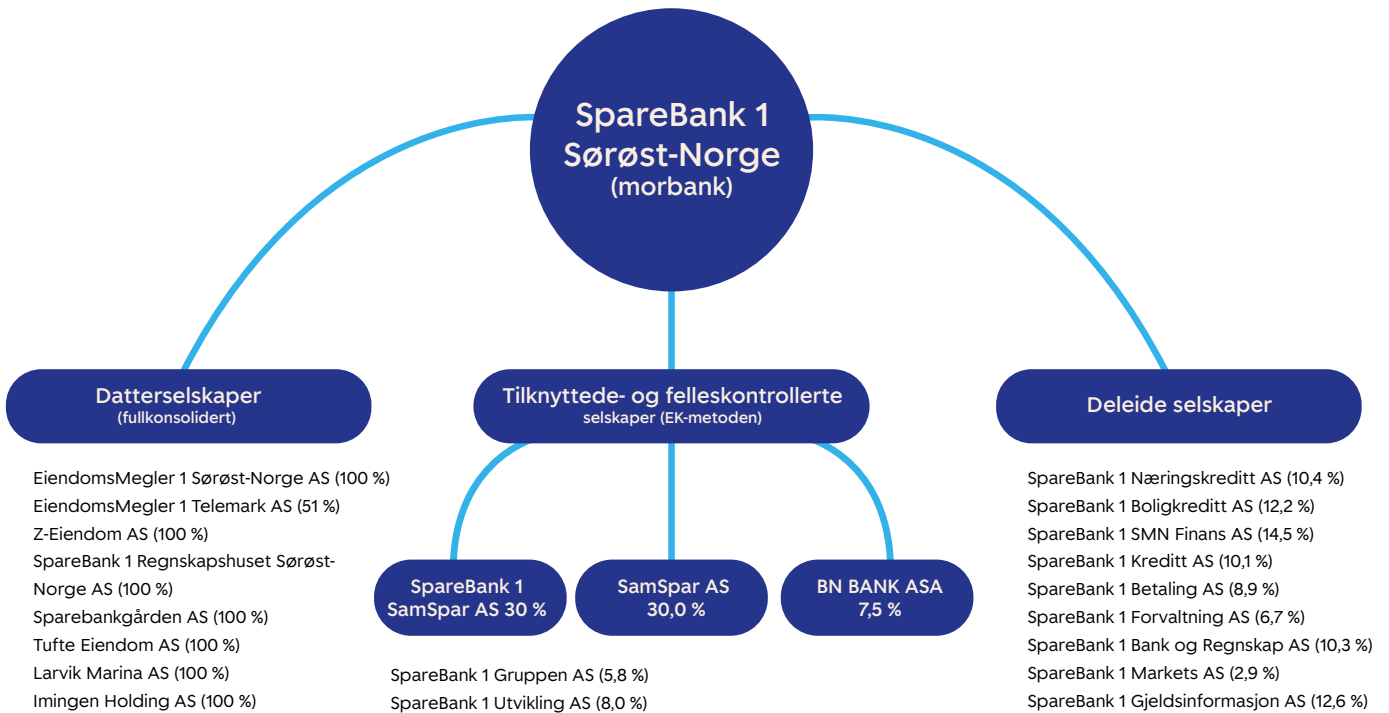 SpareBank 1
Sørøst-Norge
(morbank)
Datterselskaper
(fullkonsolidert)
EiendomsMegler 1 Sørøst-Norge AS (100 %)
EiendomsMegler 1 Telemark AS (51 %)
Z-Eiendom AS (100 %)
SpareBank 1 Regnskapshuset Sørøst-
Norge AS (100 %)
Sparebankgården AS (100 %)
Tufte Eiendom AS (100 %)
Larvik Marina AS (100 %)
Imingen Holding AS (100 %)
Tilknyttede- og felleskontrollerte
selskaper (EK-metoden)
SpareBank 1
SamSpar AS 30 %
SamSpar AS
30,0 %
BN BANK ASA
7,5 %
SpareBank 1 Gruppen AS (5,8 %)
SpareBank 1 Utvikling AS (8,0 %)
Deleide selskaper
SpareBank 1 Næringskreditt AS (10,4 %)
SpareBank 1 Boligkreditt AS (12,2 %)
SpareBank 1 SMN Finans AS (14,5 %)
SpareBank 1 Kreditt AS (10,1 %)
SpareBank 1 Betaling AS (8,9 %)
SpareBank 1 Forvaltning AS (6,7 %)
SpareBank 1 Bank og Regnskap AS (10,3 %)
SpareBank 1 Markets AS (2,9 %)
SpareBank 1 Gjeldsinformasjon AS (12,6 %)